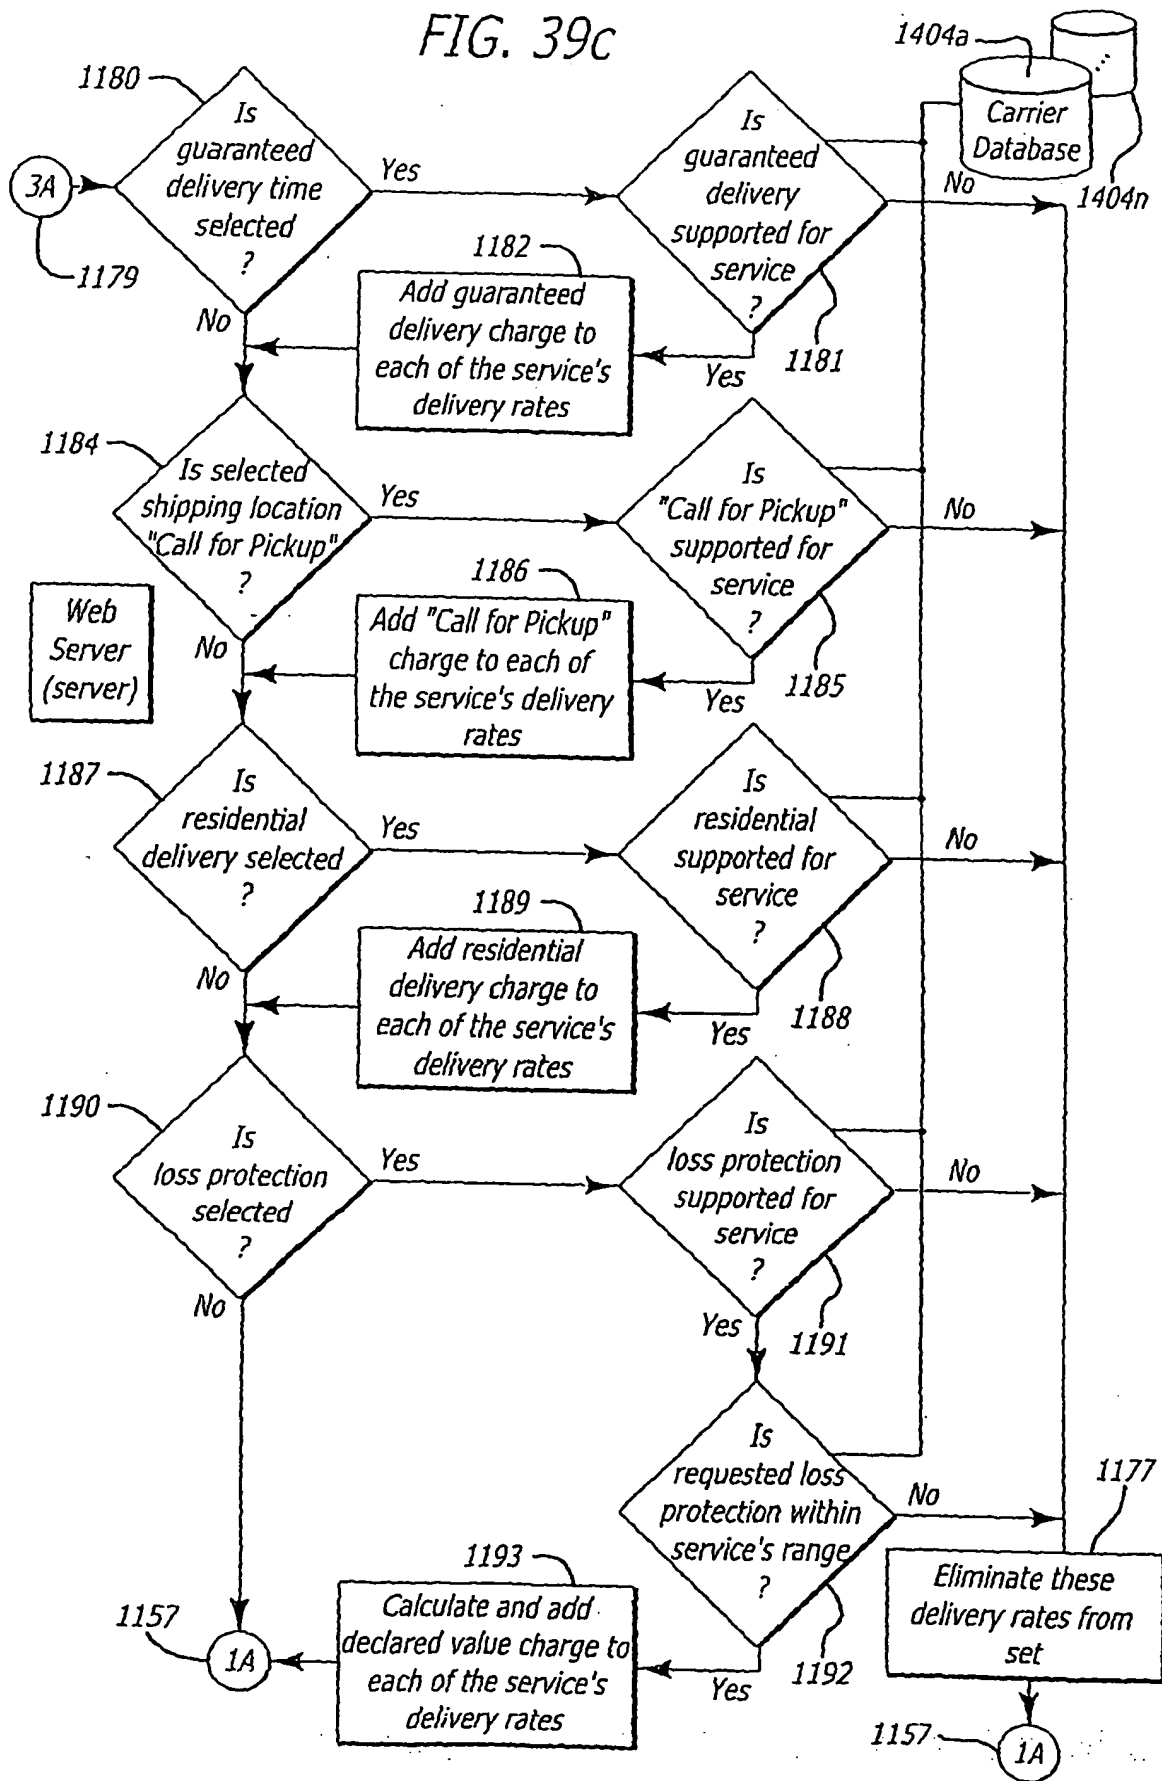 FIG. 39c
1404a
1180
Is
guaranteed
delivery time
selected
?
Yes
Is
guaranteed
delivery
supported for
service
?
Carrier
Database
1404n
No
3A
1179
1182
Add guaranteed
delivery charge to
each of the service's
delivery rates
No
Yes
1181
1184
Is selected
shipping location
"Call for Pickup"
?
Yes
Is
"Call for Pickup"
supported for
service
?
No
Web
Server
(server)
1186
Add "Call for Pickup"
charge to each of
the service's delivery
rates
No
Yes
1185
1187
Is
residential
delivery selected
?
Yes
Is
residential
supported for
service
?
No
1189
Add residential
delivery charge to
each of the service's
delivery rates
No
Yes
1188
1190
Is
loss protection
selected
?
Yes
Is
loss protection
supported for
service
?
No
No
Yes
1191
Is
requested loss
protection within
service's range
?
No
1177
Eliminate these
delivery rates from
set
1193
Calculate and add
declared value charge to
each of the service's
delivery rates
Yes
1192
1157
1A
1157
1A